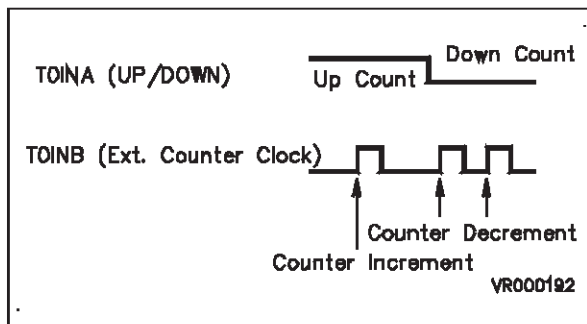 TOINA (UP/DOWN)
Down Count
Up Count
TOINB (Ext. Counter Clock)
Counter Decrement
Counter Increment
VR000192